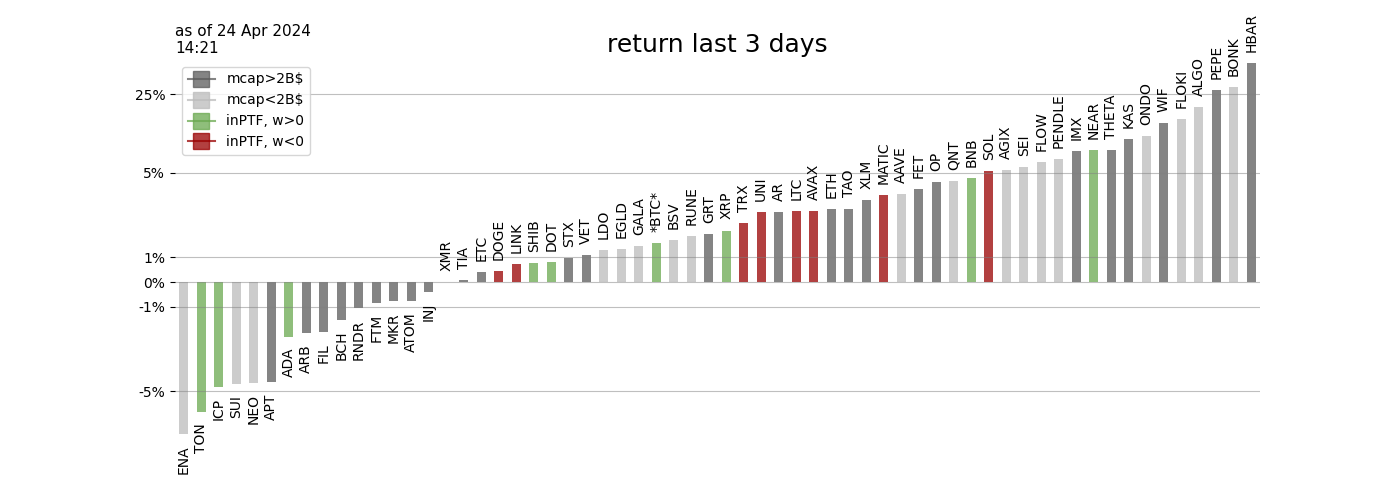 as of 24 Apr 2024
14:21
return last 3 days
mcap>2B$
mcap<2B$
inPTF, w>0
inPTF, w<0
25%
5%
1%
0%
-1%
-5%
ENA
TON
ICP
SUI
NEO
APT
ADA
ARB
FIL
BCH
RNDR
FTM
MKR
ATOM
INJ
XMR
TIA
ETC
DOGE
LINK
SHIB
DOT
STX
VET
LDO
EGLD
GALA
*BTC*
BSV
RUNE
GRT
XRP
TRX
UNI
AR
LTC
AVAX
ETH
TAO
XLM
MATIC
AAVE
FET
OP
QNT
BNB
SOL
AGIX
SEI
FLOW
PENDLE
IMX
NEAR
THETA
KAS
ONDO
WIF
FLOKI
ALGO
PEPE
BONK
HBAR